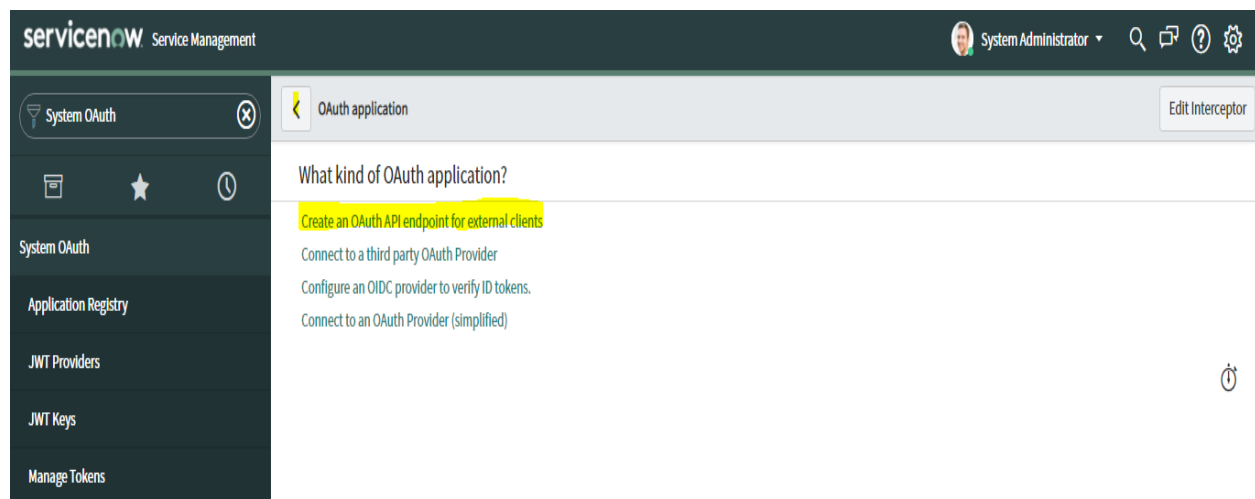 servicenow Service Management
System Administrator
System OAuth
OAuth application
Edit Interceptor
What kind of OAuth application?
Create an OAuth API endpoint for external clients
Connect to a third party OAuth Provider
Configure an OIDC provider to verify ID tokens.
Connect to an OAuth Provider (simplified)
System OAuth
Application Registry
JWT Providers
JWT Keys
Manage Tokens